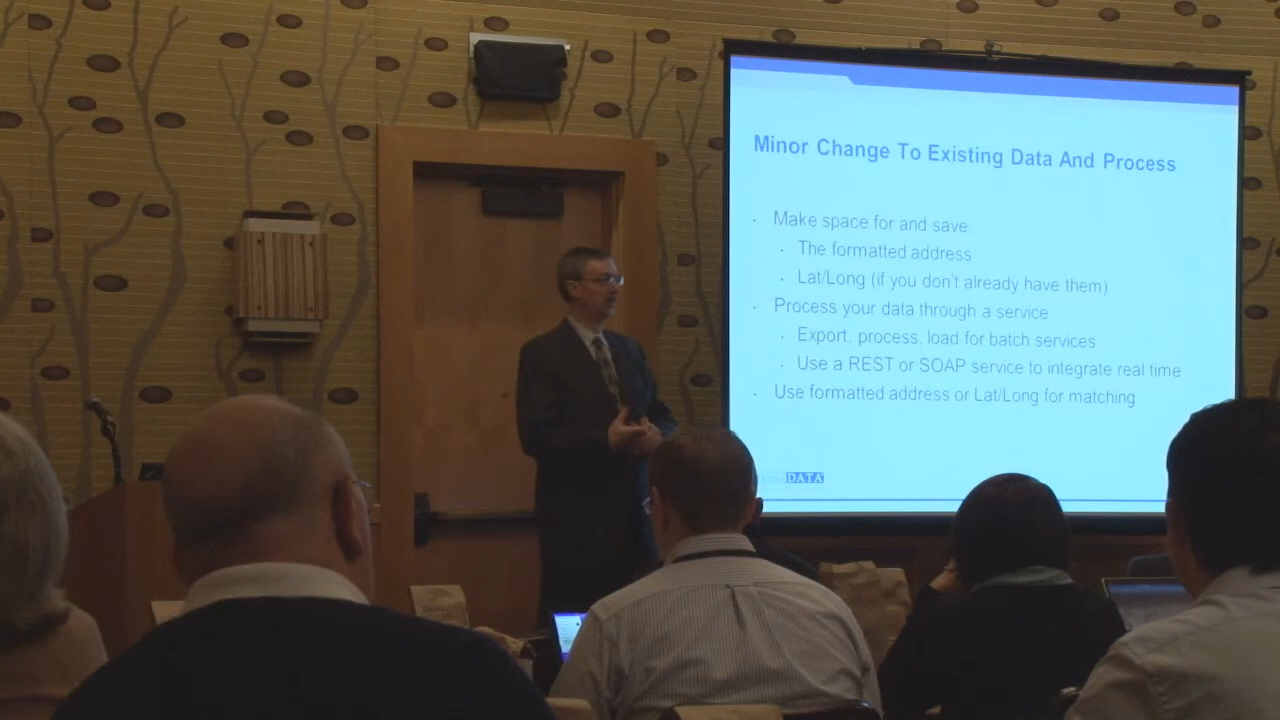 Minor Change To Existing Data And Process
Make space for and save:
The formatted address
Lat/Long (if you don't already have them)
Process your data through a service
Export, process, load for batch services
Use a REST or SOAP service to integrate real time
Use formatted address or Lat/Long for matching
DATA